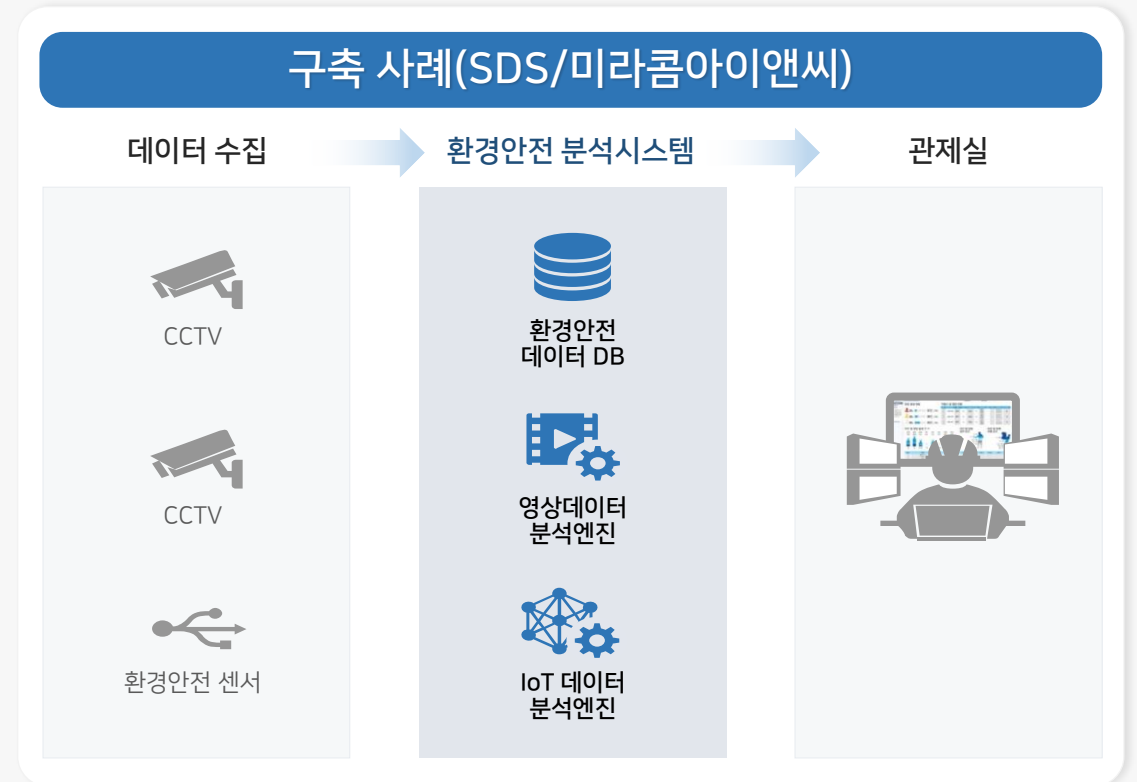 구축 사례(SDS/미라콤아이앤씨)
데이터 수집
환경안전 분석시스템
관제실
CCTV
CCTV
환경안전 센서
환경안전
데이터 DB
영상데이터
분석엔진
IoT 데이터
분석엔진